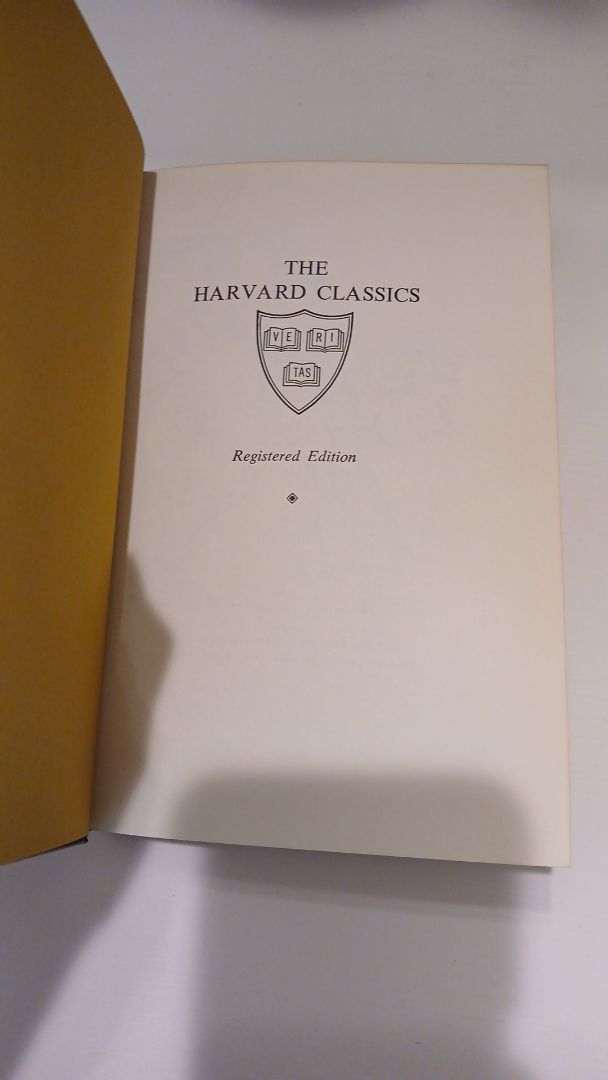 THE
HARVARD CLASSICS
VE RI
TAS
Registered Edition